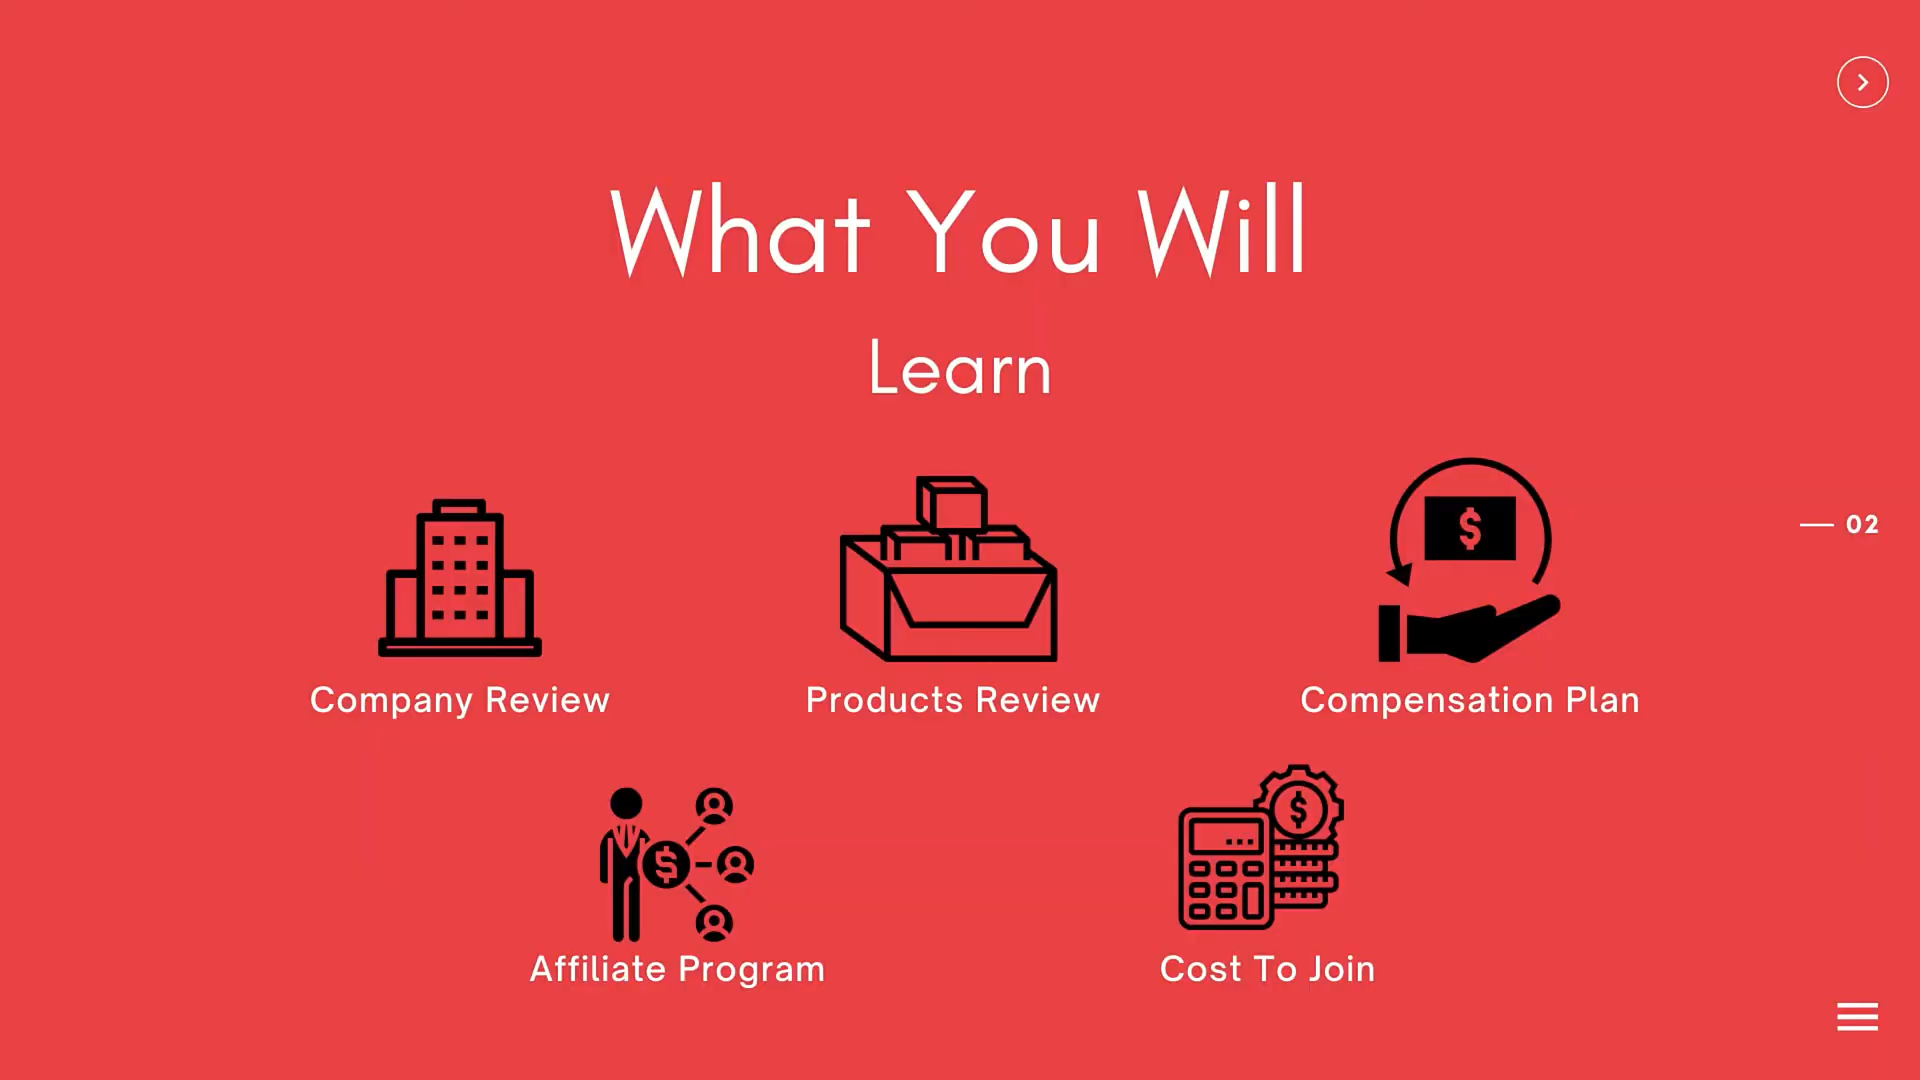 What You Will
Learn
$
— 02
Company Review
Products Review
Compensation Plan
$
$
Affiliate Program
Cost To Join